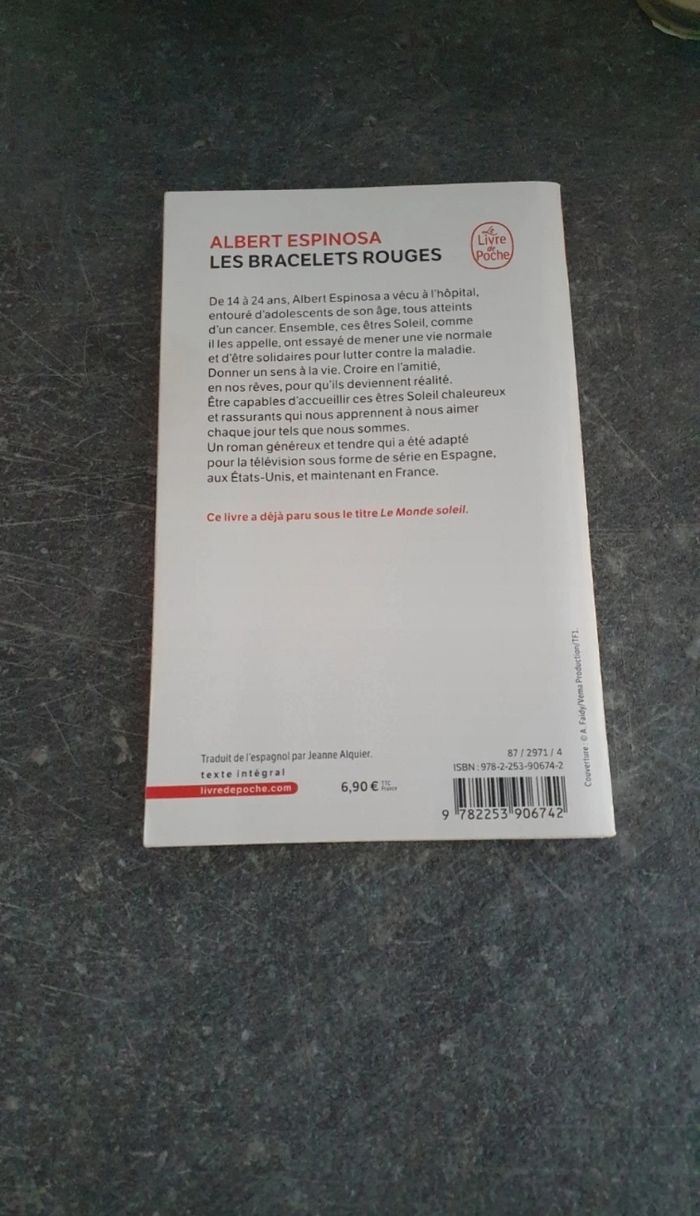 ALBERT ESPINOSA
LES BRACELETS ROUGES
Le
Livre
de
Poche
De 14 à 24 ans, Albert Espinosa a vécu à l'hôpital,
entouré d'adolescents de son âge, tous atteints
d'un cancer. Ensemble, ces êtres Soleil, comme
il les appelle, ont essayé de mener une vie normale
et d'être solidaires pour lutter contre la maladie.
Donner un sens à la vie. Croire en l'amitié,
en nos rêves, pour qu'ils deviennent réalité.
Être capables d'accueillir ces êtres Soleil chaleureux
et rassurants qui nous apprennent à nous aimer
chaque jour tels que nous sommes.
Un roman généreux et tendre qui a été adapté
pour la télévision sous forme de série en Espagne,
aux États-Unis, et maintenant en France.
Ce livre a déjà paru sous le titre Le Monde soleil.
Couverture : © A. Faidy/Vema Production/TF1.
Traduit de l'espagnol par Jeanne Alquier.
texte intégral
livredepoche.com
6,90 € TTC
France
87 / 2971 / 4
ISBN : 978-2-253-90674-2
9 782253 906742